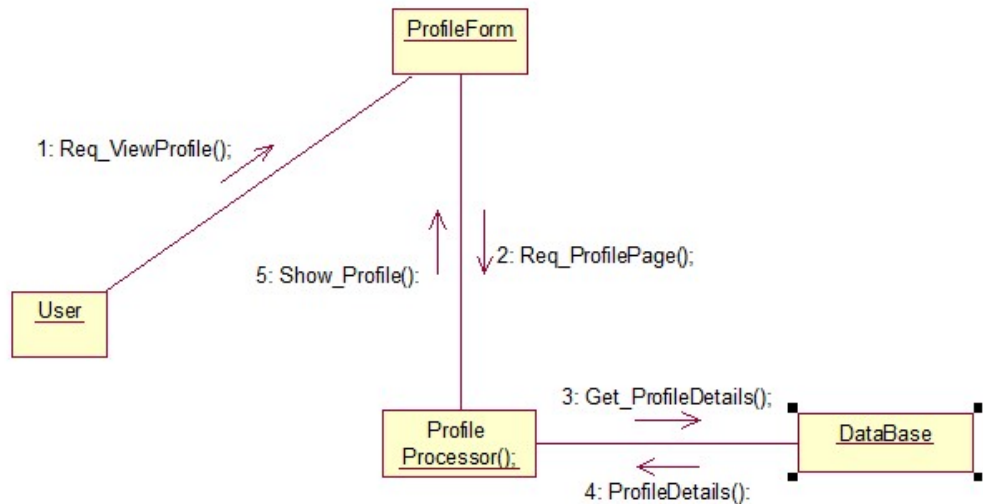 ProfileForm
1: Req_ViewProfile();
2: Req_ProfilePage();
5: Show_Profile():
User
3: Get_ProfileDetails();
Profile
Processor();
DataBase
4: ProfileDetails():